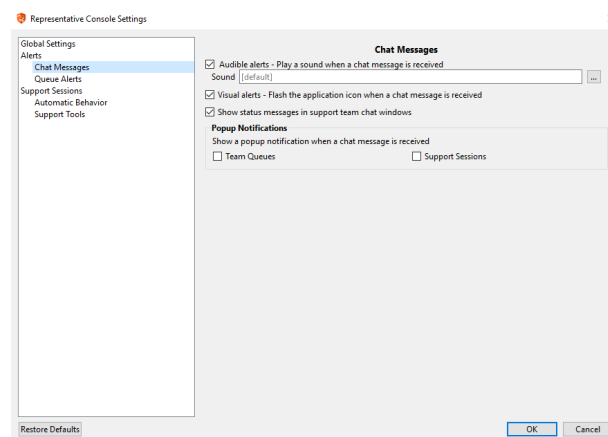 Representative Console Settings
Global Settings
Alerts
Chat Messages
Queue Alerts
Support Sessions
Automatic Behavior
Support Tools
Chat Messages
Audible alerts - Play a sound when a chat message is received
Sound [default] ...
Visual alerts - Flash the application icon when a chat message is received
Show status messages in support team chat windows
Popup Notifications
Show a popup notification when a chat message is received
Team Queues Support Sessions
Restore Defaults OK Cancel